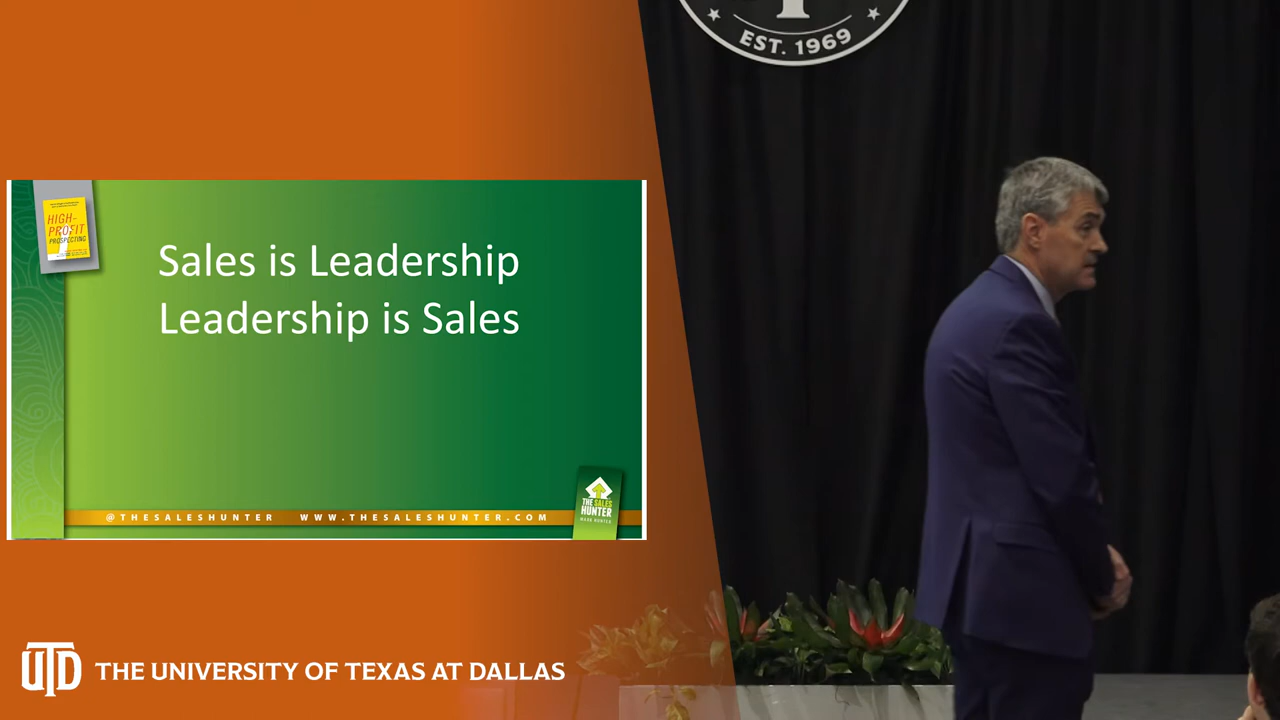 EST. 1969
HIGH-
PROFIT
PROSPECTING
Sales is Leadership
Leadership is Sales
@THESALESHUNTER WWW.THESALESHUNTER.COM
THE SALES
HUNTER
MARK HUNTER
UTD THE UNIVERSITY OF TEXAS AT DALLAS